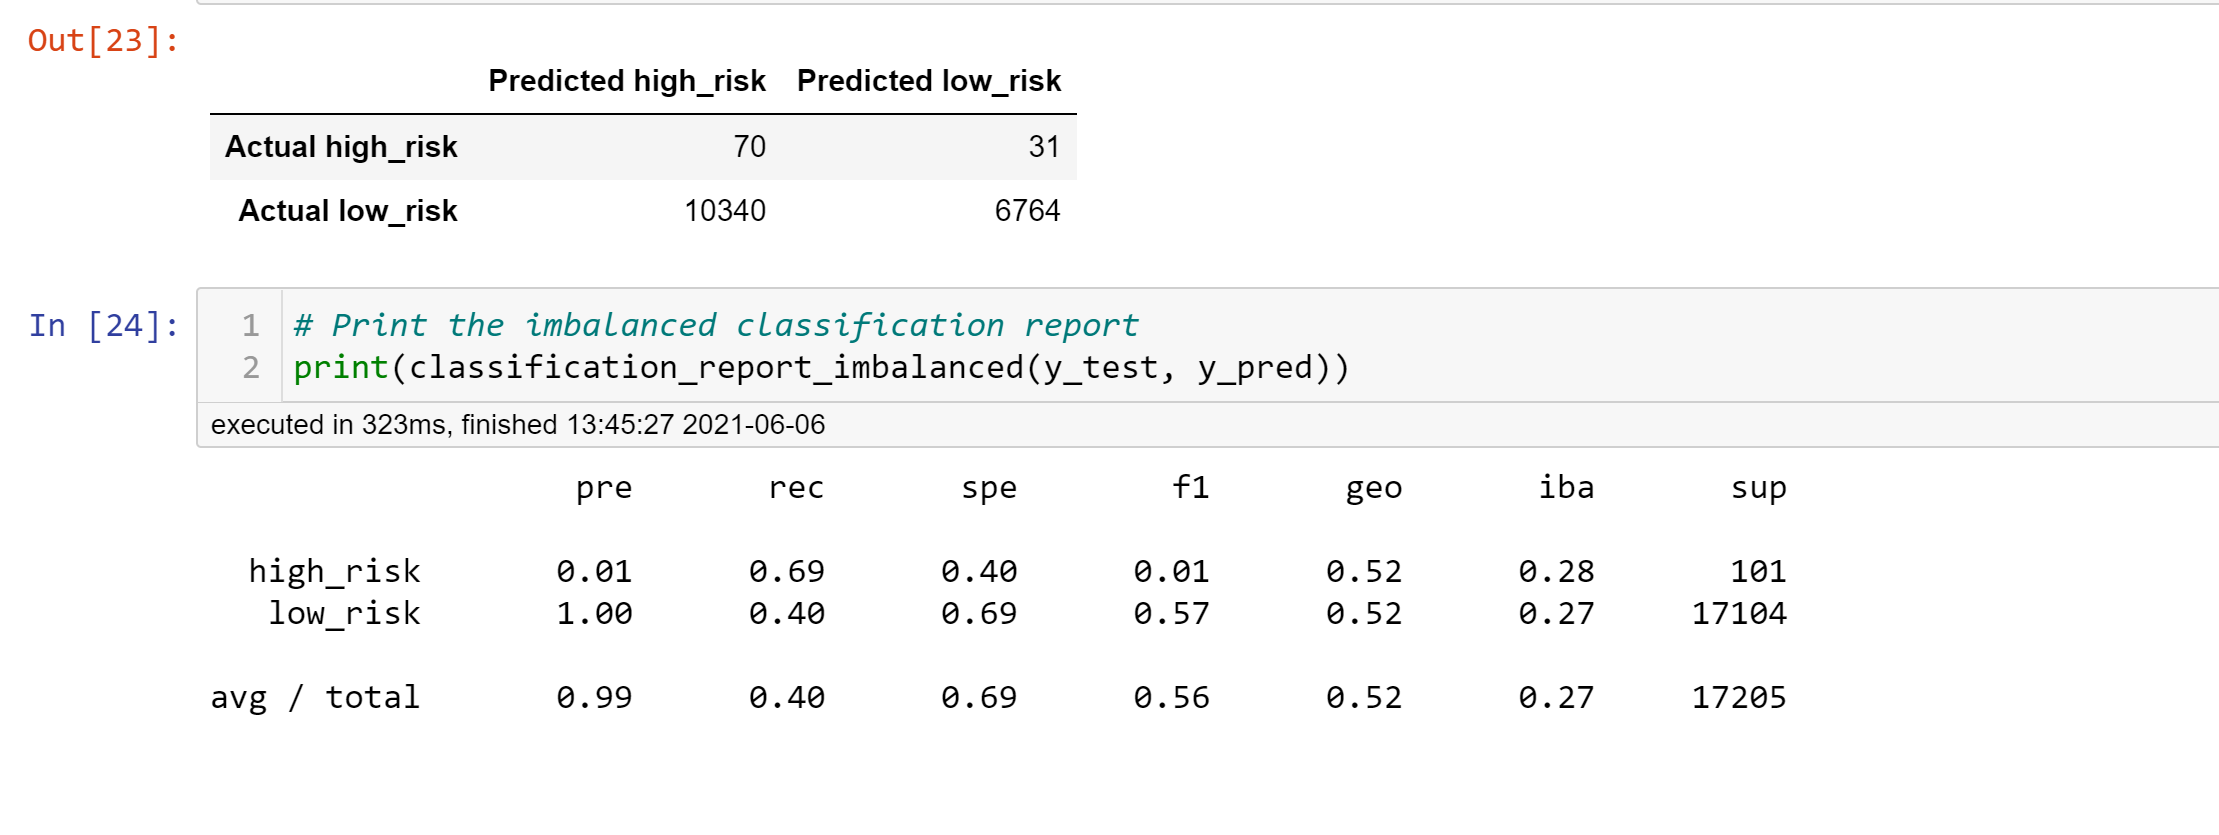 Out[23]:
Predicted high_risk Predicted low_risk
Actual high_risk 70 31
Actual low_risk 10340 6764
In [24]:
1 # Print the imbalanced classification report
2 print(classification_report_imbalanced(y_test, y_pred))
executed in 323ms, finished 13:45:27 2021-06-06
pre rec spe f1 geo iba sup
high_risk 0.01 0.69 0.40 0.01 0.52 0.28 101
low_risk 1.00 0.40 0.69 0.57 0.52 0.27 17104
avg / total 0.99 0.40 0.69 0.56 0.52 0.27 17205